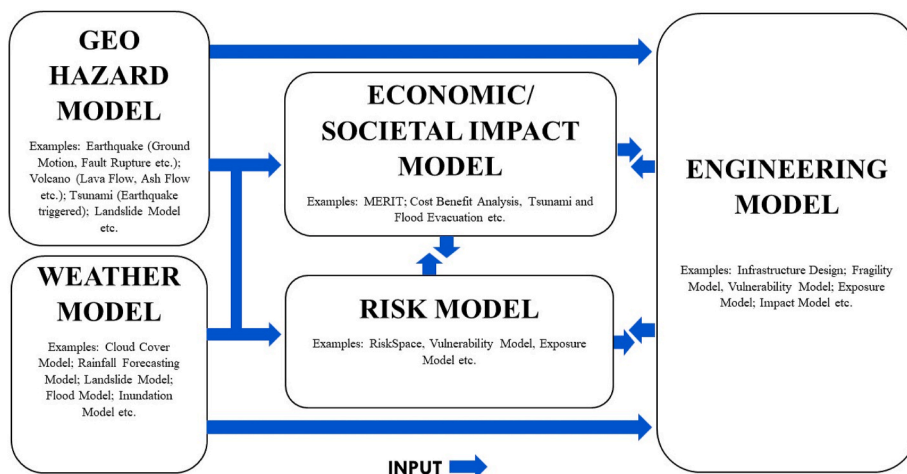 GEO
HAZARD
MODEL
Examples: Earthquake (Ground
Motion, Fault Rupture etc.);
Volcano (Lava Flow, Ash Flow
etc.); Tsunami (Earthquake
triggered); Landslide Model
etc.
WEATHER
MODEL
Examples: Cloud Cover
Model; Rainfall Forecasting
Model; Landslide Model;
Flood Model; Inundation
Model etc.
ECONOMIC/
SOCIETAL IMPACT
MODEL
Examples: MERIT; Cost Benefit Analysis, Tsunami and
Flood Evacuation etc.
RISK MODEL
Examples: RiskSpace, Vulnerability Model, Exposure
Model etc.
ENGINEERING
MODEL
Examples: Infrastructure Design; Fragility
Model, Vulnerability Model; Exposure
Model; Impact Model etc.
INPUT